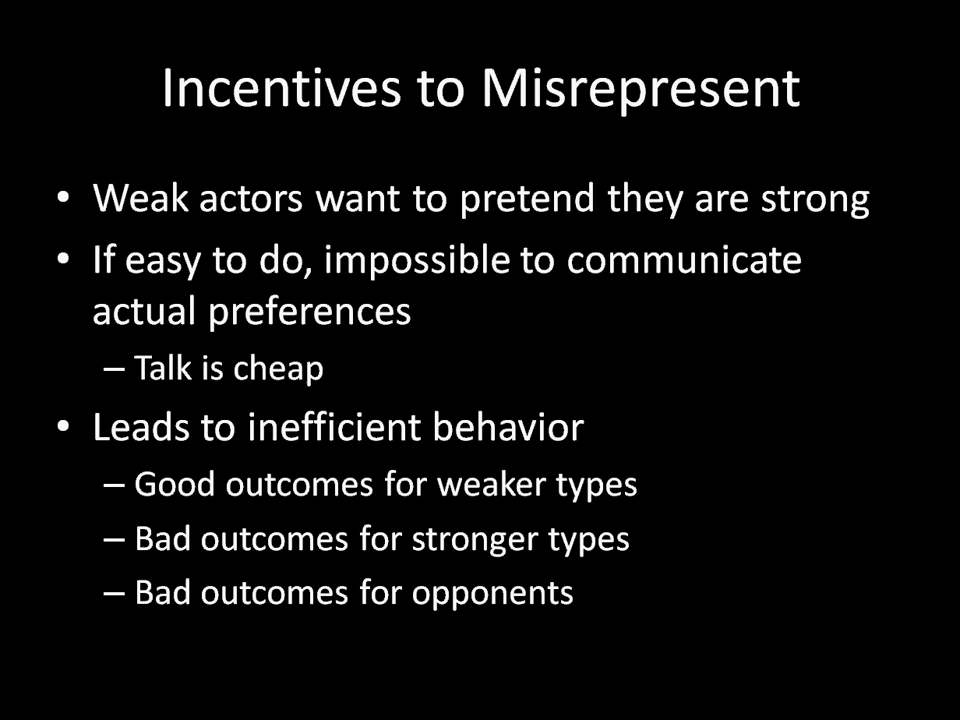 Incentives to Misrepresent
• Weak actors want to pretend they are strong
• If easy to do, impossible to communicate
actual preferences
– Talk is cheap
• Leads to inefficient behavior
– Good outcomes for weaker types
– Bad outcomes for stronger types
– Bad outcomes for opponents